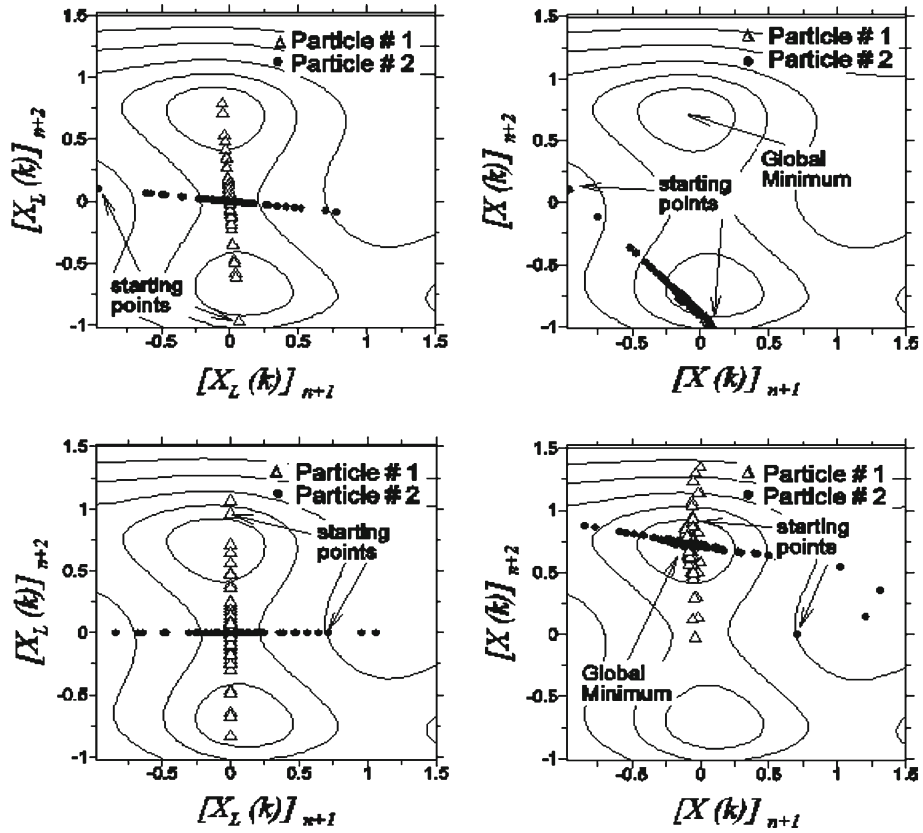 1.5
1
0.5
0
-0.5
-1
-0.5
0
0.5
1
1.5
[X_L (k)]_{n+2}
[X_L (k)]_{n+1}
Particle # 1
Particle # 2
starting
points
1.5
1
0.5
0
-0.5
-1
-0.5
0
0.5
1
1.5
[X (k)]_{n+2}
[X (k)]_{n+1}
Particle # 1
Particle # 2
Global
Minimum
starting
points
1.5
1
0.5
0
-0.5
-1
-0.5
0
0.5
1
1.5
[X_L (k)]_{n+2}
[X_L (k)]_{n+1}
Particle # 1
Particle # 2
starting
points
1.5
1
0.5
0
-0.5
-1
-0.5
0
0.5
1
1.5
[X (k)]_{n+2}
[X (k)]_{n+1}
Particle # 1
Particle # 2
starting
points
Global
Minimum